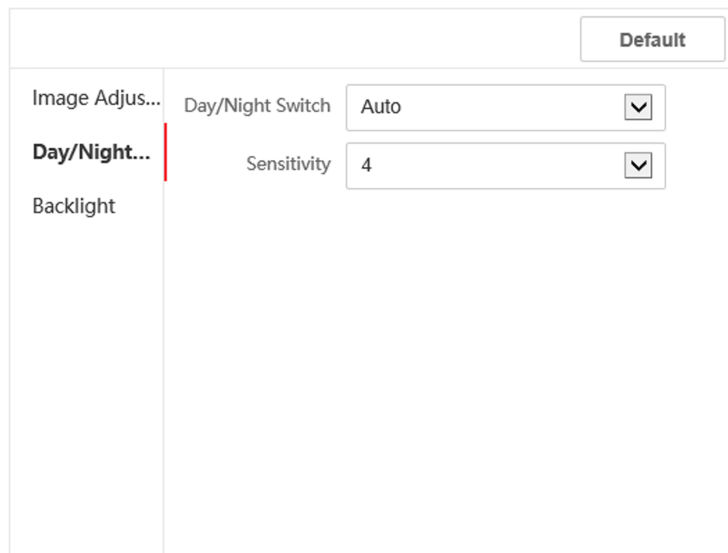 Default
Image Adjus...
Day/Night...
Backlight
Day/Night Switch Auto
Sensitivity 4